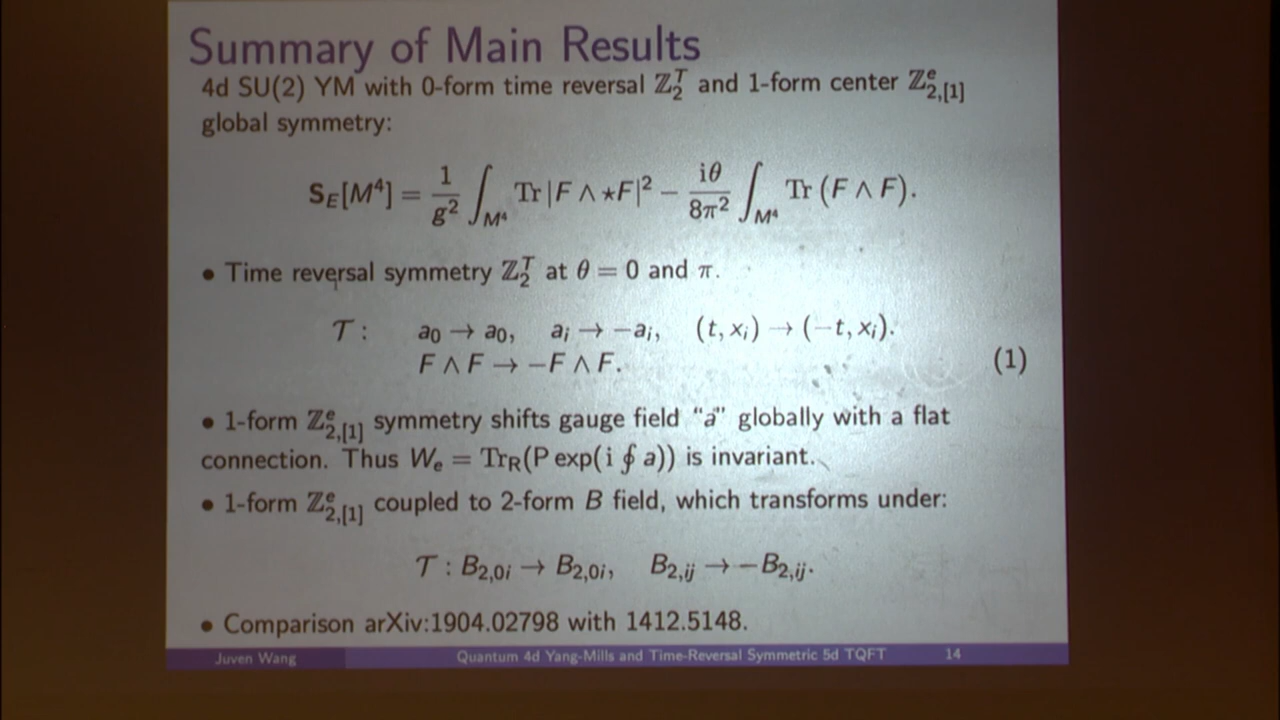 Summary of Main Results
4d SU(2) YM with 0-form time reversal ℤ₂ᵀ and 1-form center ℤᵉ₂,[1]
global symmetry:
S_E[M⁴] = 1/g² ∫_M⁴ Tr |F ∧ ⋆F|² − iθ/8π² ∫_M⁴ Tr (F ∧ F).
• Time reversal symmetry ℤ₂ᵀ at θ = 0 and π.
𝒯 : a₀ → a₀, aᵢ → −aᵢ, (t, xᵢ) → (−t, xᵢ).
F ∧ F → −F ∧ F.
(1)
• 1-form ℤᵉ₂,[1] symmetry shifts gauge field “a” globally with a flat
connection. Thus Wₑ = Tr_R(P exp(i ∮ a)) is invariant.
• 1-form ℤᵉ₂,[1] coupled to 2-form B field, which transforms under:
𝒯 : B₂,₀ᵢ → B₂,₀ᵢ, B₂,ᵢⱼ → −B₂,ᵢⱼ.
• Comparison arXiv:1904.02798 with 1412.5148.
Juven Wang Quantum 4d Yang-Mills and Time-Reversal Symmetric 5d TQFT 14